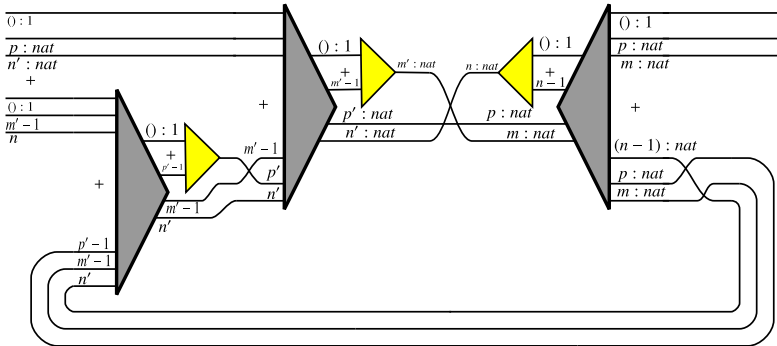 () : 1
p : nat
n′ : nat
+
() : 1
m′ − 1
n
+
p′ − 1
m′ − 1
n′
() : 1
+
p′ − 1
m′ − 1
n′
+
m′ − 1
p′
n′
() : 1
+
m′ − 1
p′ : nat
n′ : nat
m′ : nat
n : nat
() : 1
+
n − 1
p : nat
m : nat
() : 1
p : nat
m : nat
+
(n − 1) : nat
p : nat
m : nat